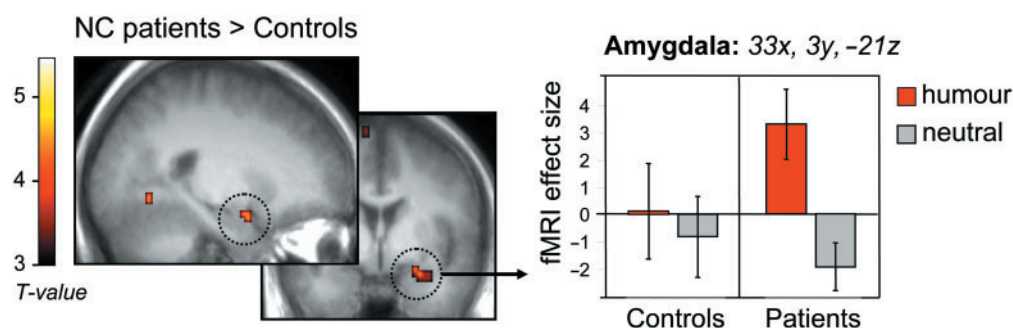 NC patients > Controls
5
4
3
T-value
Amygdala: 33x, 3y, –21z
fMRI effect size
4
3
2
1
0
–1
–2
Controls
Patients
humour
neutral